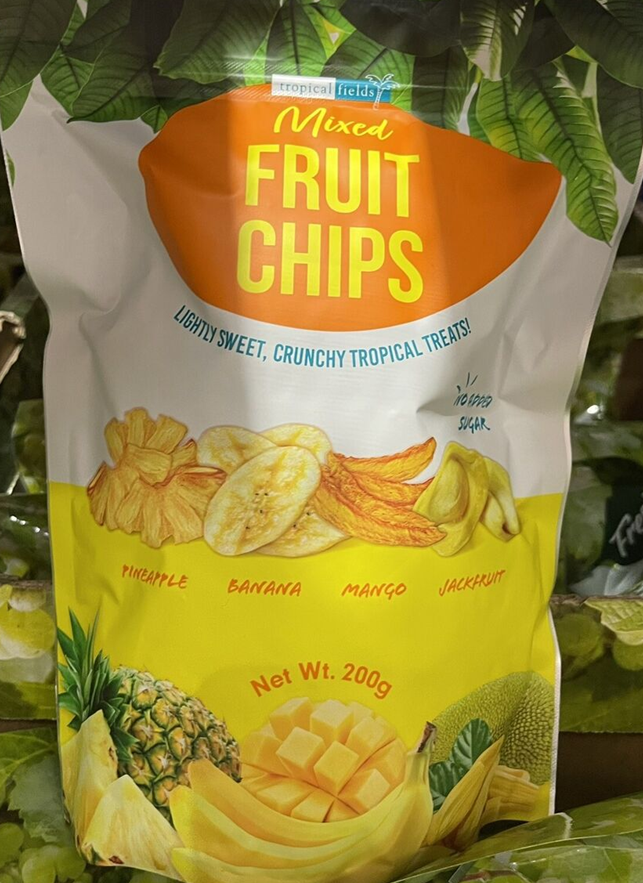 tropical fields
Mixed
FRUIT
CHIPS
LIGHTLY SWEET, CRUNCHY TROPICAL TREATS!
NO ADDED
SUGAR
PINEAPPLE BANANA MANGO JACKFRUIT
Net Wt. 200g